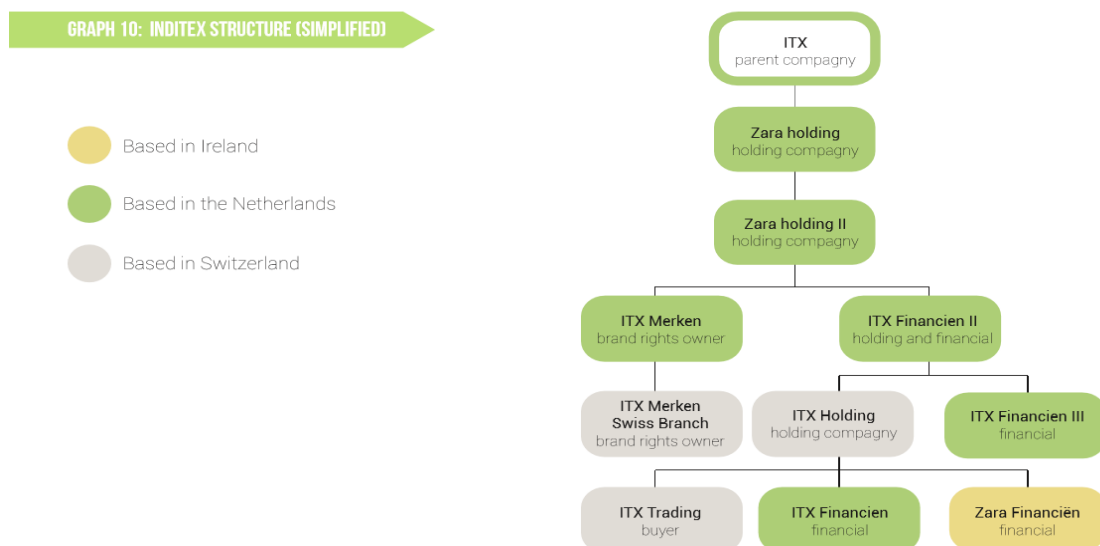 GRAPH 10: INDITEX STRUCTURE (SIMPLIFIED)
Based in Ireland
Based in the Netherlands
Based in Switzerland
ITX
parent compagny
Zara holding
holding compagny
Zara holding II
holding compagny
ITX Merken
brand rights owner
ITX Financien II
holding and financial
ITX Merken
Swiss Branch
brand rights owner
ITX Holding
holding compagny
ITX Financien III
financial
ITX Trading
buyer
ITX Financien
financial
Zara Financiën
financial